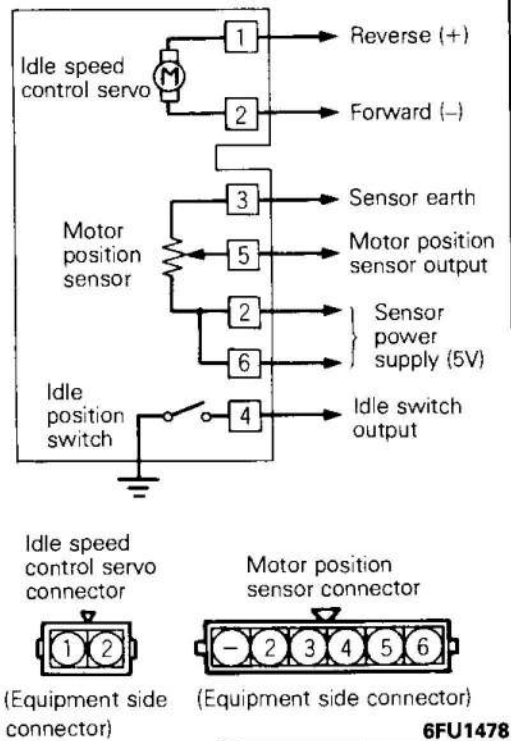 1
Reverse (+)
Idle speed
control servo
M
2
Forward (–)
3
Sensor earth
Motor
position
sensor
5
Motor position
sensor output
2
Sensor
power
supply (5V)
6
Idle
position
switch
4
Idle switch
output
Idle speed
control servo
connector
Motor position
sensor connector
1 2
– 2 3 4 5 6
(Equipment side
connector)
(Equipment side connector)
6FU1478